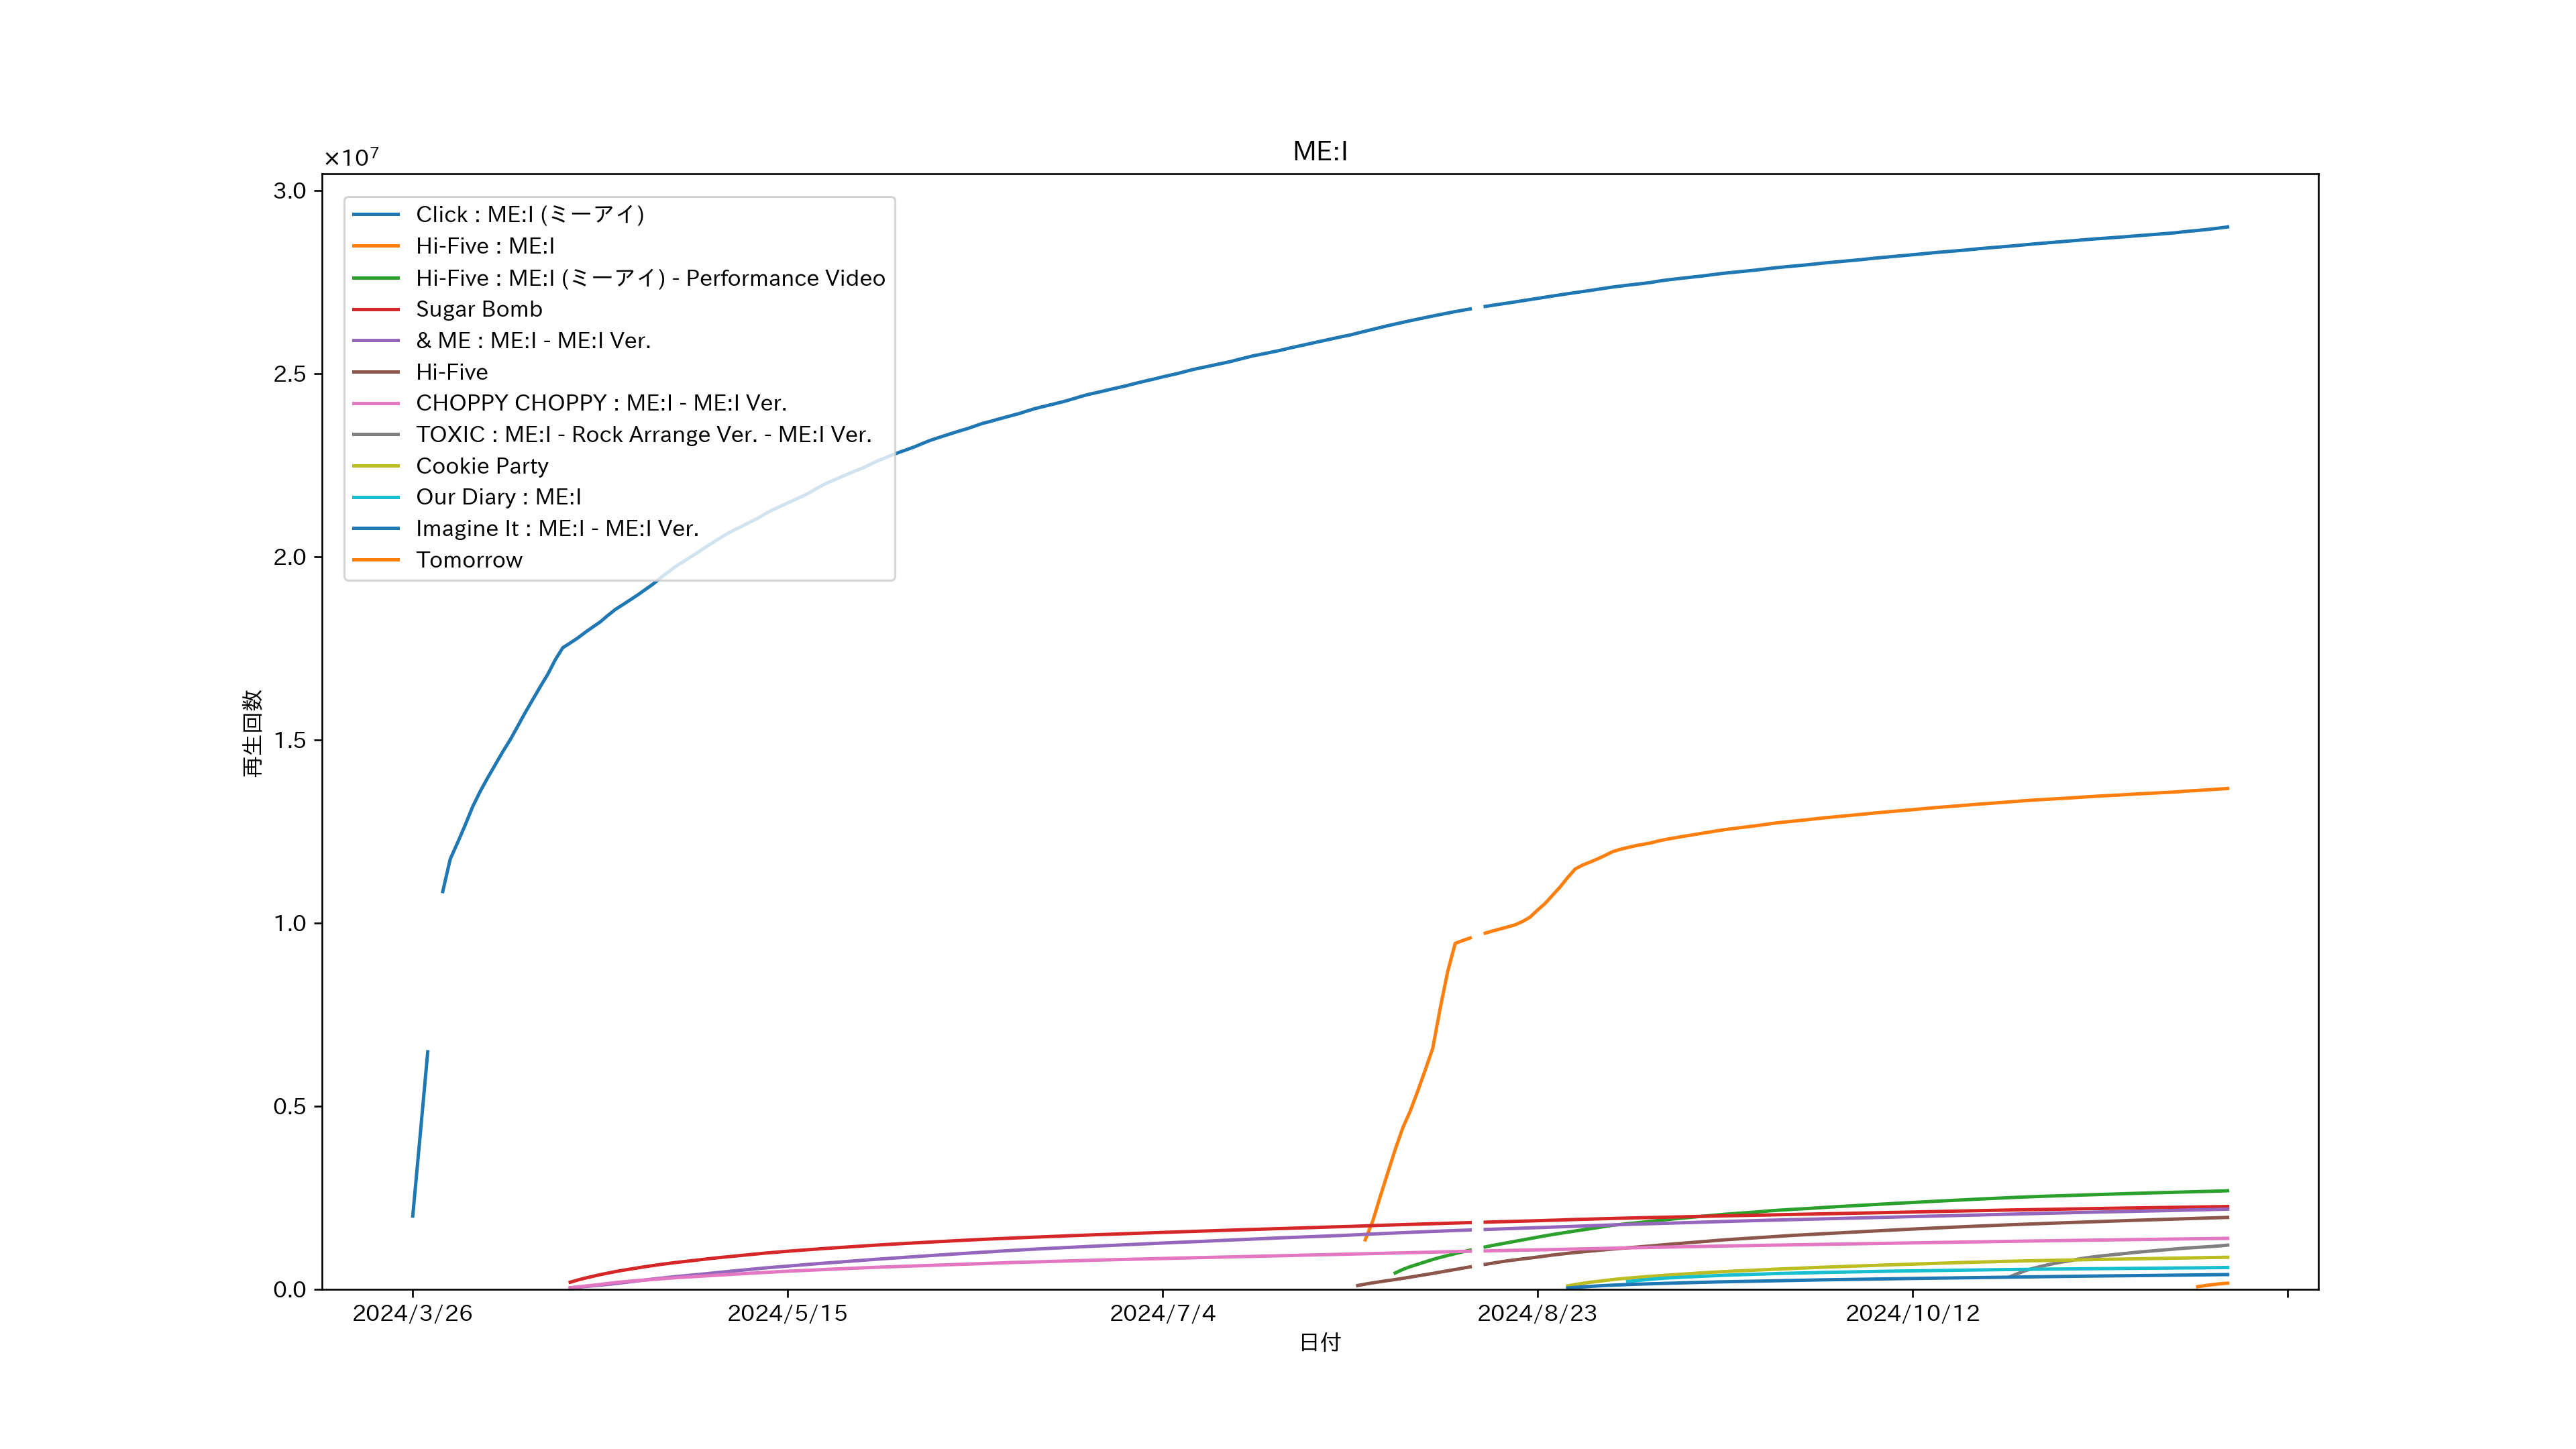 ME:I
×10⁷
3.0
2.5
2.0
1.5
1.0
0.5
0.0
再生回数
Click : ME:I (ミーアイ)
Hi-Five : ME:I
Hi-Five : ME:I (ミーアイ) - Performance Video
Sugar Bomb
& ME : ME:I - ME:I Ver.
Hi-Five
CHOPPY CHOPPY : ME:I - ME:I Ver.
TOXIC : ME:I - Rock Arrange Ver. - ME:I Ver.
Cookie Party
Our Diary : ME:I
Imagine It : ME:I - ME:I Ver.
Tomorrow
2024/3/26
2024/5/15
2024/7/4
2024/8/23
2024/10/12
日付